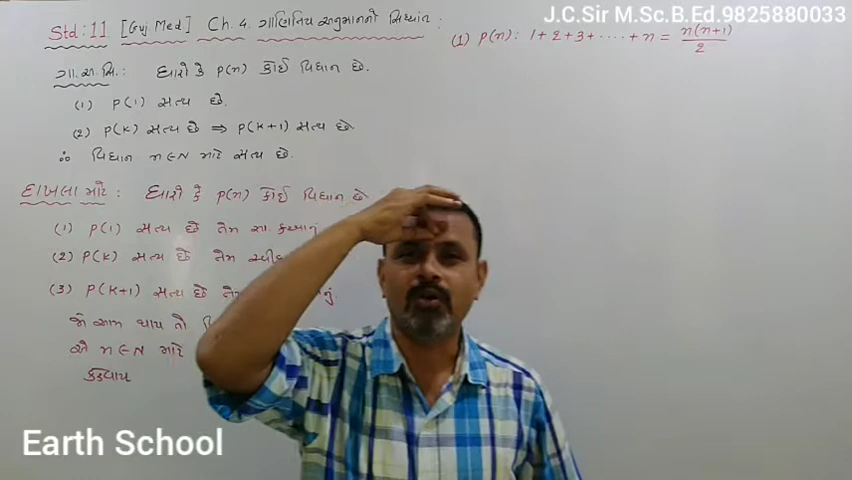 J.C.Sir M.Sc.B.Ed.9825880033
Std: 11 [Guj Med] Ch. 4. ગાણિતિક અનુમાનનો સિધ્ધાંત :
(1) P(n): 1+2+3+.....+n = n(n+1)/2
ગા.અ.સિ.: ધારો કે P(n) કોઈ વિધાન છે.
(1) P(1) સત્ય છે.
(2) P(K) સત્ય છે ⇒ P(K+1) સત્ય છે.
∴ વિધાન n∈N માટે સત્ય છે.
દાખલા માટે : ધારો કે P(n) કોઈ વિધાન છે
(1) P(1) સત્ય છે તેમ સા. કરવાનું
(2) P(K) સત્ય છે તેમ
(3) P(K+1) સત્ય છે
જો આમ થાય તો
એ n∈N માટે
કહેવાય
Earth School